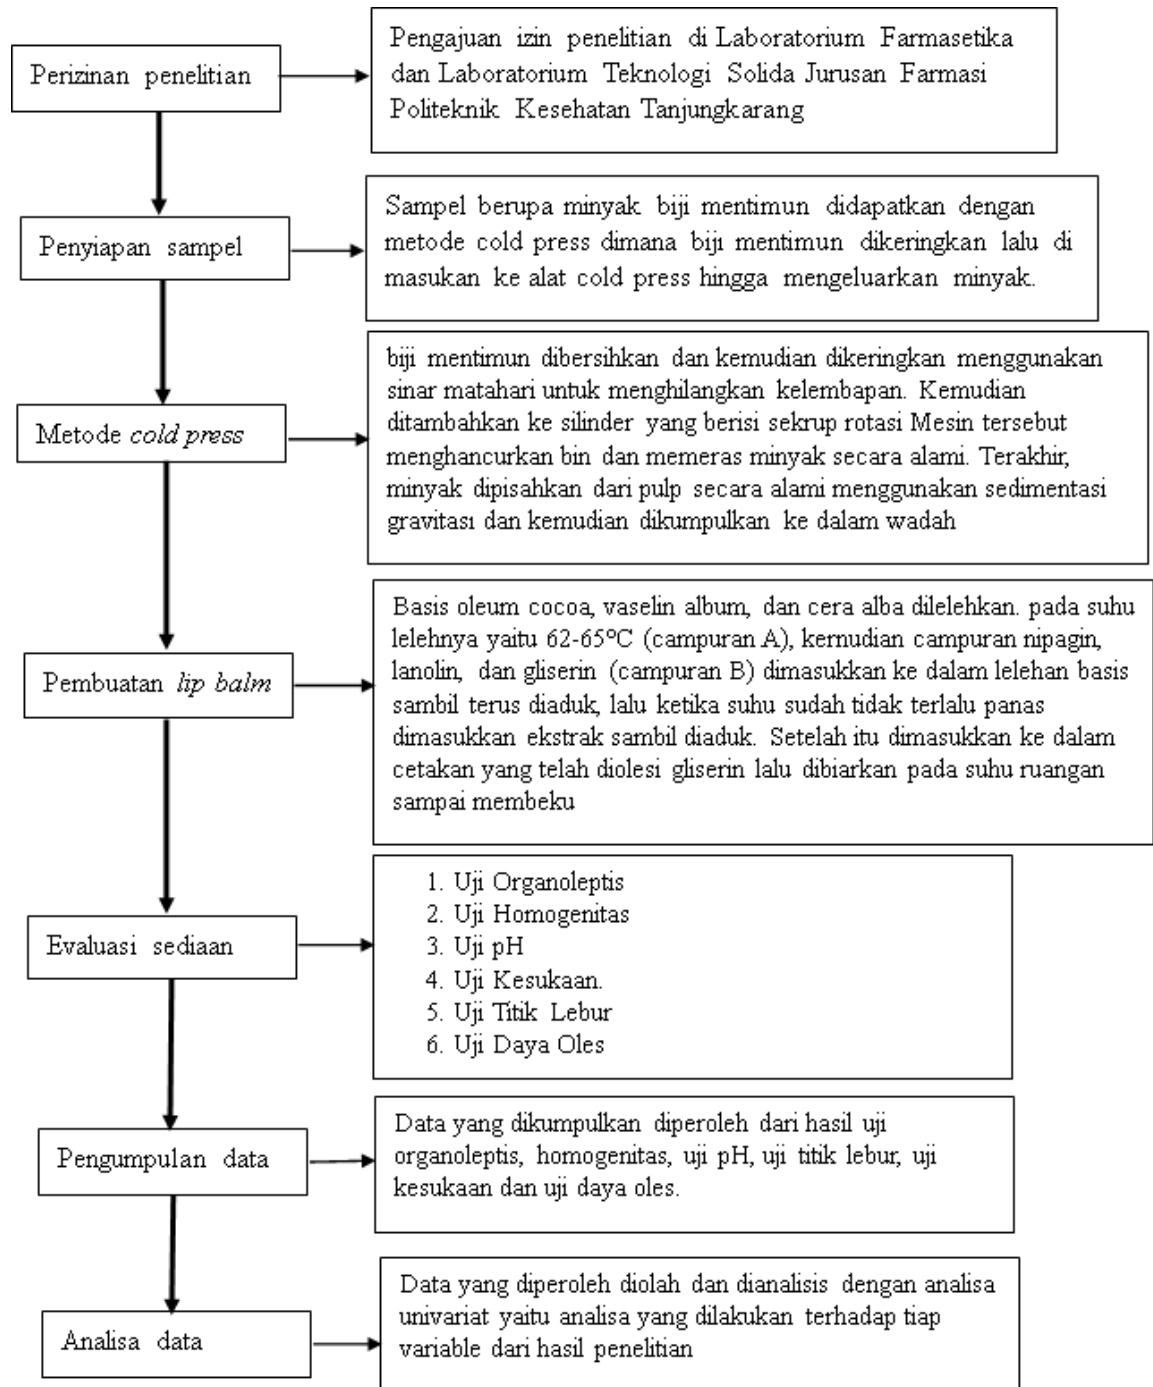 Perizinan penelitian
Pengajuan izin penelitian di Laboratorium Farmasetika
dan Laboratorium Teknologi Solida Jurusan Farmasi
Politeknik Kesehatan Tanjungkarang
Penyiapan sampel
Sampel berupa minyak biji mentimun didapatkan dengan
metode cold press dimana biji mentimun dikeringkan lalu di
masukan ke alat cold press hingga mengeluarkan minyak.
Metode cold press
biji mentimun dibersihkan dan kemudian dikeringkan menggunakan
sinar matahari untuk menghilangkan kelembapan. Kemudian
ditambahkan ke silinder yang berisi sekrup rotasi Mesin tersebut
menghancurkan bin dan memeras minyak secara alami. Terakhir,
minyak dipisahkan dari pulp secara alami menggunakan sedimentasi
gravitası dan kemudian dikumpulkan ke dalam wadah
Pembuatan lip balm
Basis oleum cocoa, vaselin album, dan cera alba dilelehkan. pada suhu
lelehnya yaitu 62-65°C (campuran A), kernudian campuran nipagin,
lanolin, dan gliserin (campuran B) dimasukkan ke dalam lelehan basis
sambil terus diaduk, lalu ketika suhu sudah tidak terlalu panas
dimasukkan ekstrak sambil diaduk. Setelah itu dimasukkan ke dalam
cetakan yang telah diolesi gliserin lalu dibiarkan pada suhu ruangan
sampai membeku
Evaluasi sediaan
1. Uji Organoleptis
2. Uji Homogenitas
3. Uji pH
4. Uji Kesukaan.
5. Uji Titik Lebur
6. Uji Daya Oles
Pengumpulan data
Data yang dikumpulkan diperoleh dari hasil uji
organoleptis, homogenitas, uji pH, uji titik lebur, uji
kesukaan dan uji daya oles.
Analisa data
Data yang diperoleh diolah dan dianalisis dengan analisa
univariat yaitu analisa yang dilakukan terhadap tiap
variable dari hasil penelitian